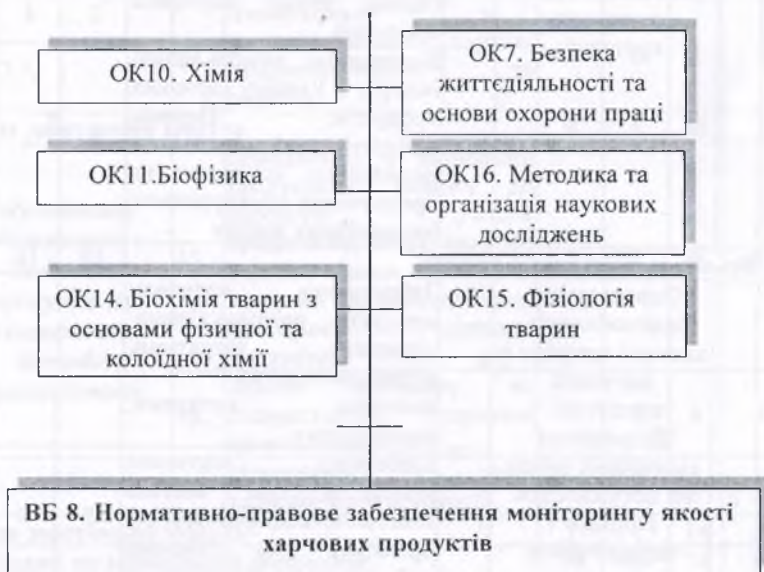 ОК10. Хімія
ОК7. Безпека
життєдіяльності та
основи охорони праці
ОК11.Біофізика
ОК16. Методика та
організація наукових
досліджень
ОК14. Біохімія тварин з
основами фізичної та
колоїдної хімії
ОК15. Фізіологія
тварин
ВБ 8. Нормативно-правове забезпечення моніторингу якості
харчових продуктів